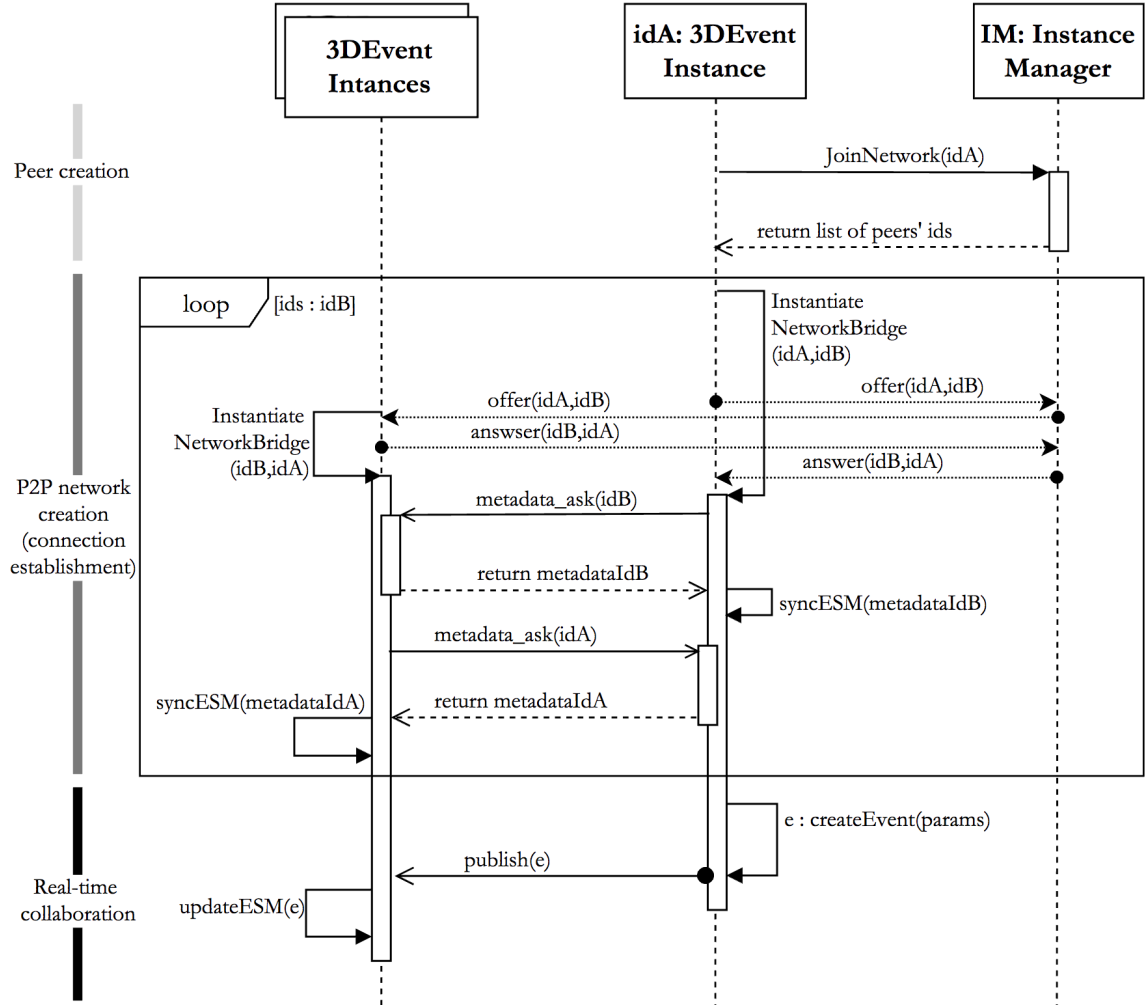 3DEvent
Intances
idA: 3DEvent
Instance
IM: Instance
Manager
Peer creation
JoinNetwork(idA)
return list of peers' ids
loop
[ids : idB]
Instantiate
NetworkBridge
(idA,idB)
offer(idA,idB)
offer(idA,idB)
Instantiate
NetworkBridge
(idB,idA)
answser(idB,idA)
answer(idB,idA)
P2P network
creation
(connection
establishment)
metadata_ask(idB)
return metadataIdB
syncESM(metadataIdB)
metadata_ask(idA)
return metadataIdA
syncESM(metadataIdA)
e : createEvent(params)
publish(e)
Real-time
collaboration
updateESM(e)